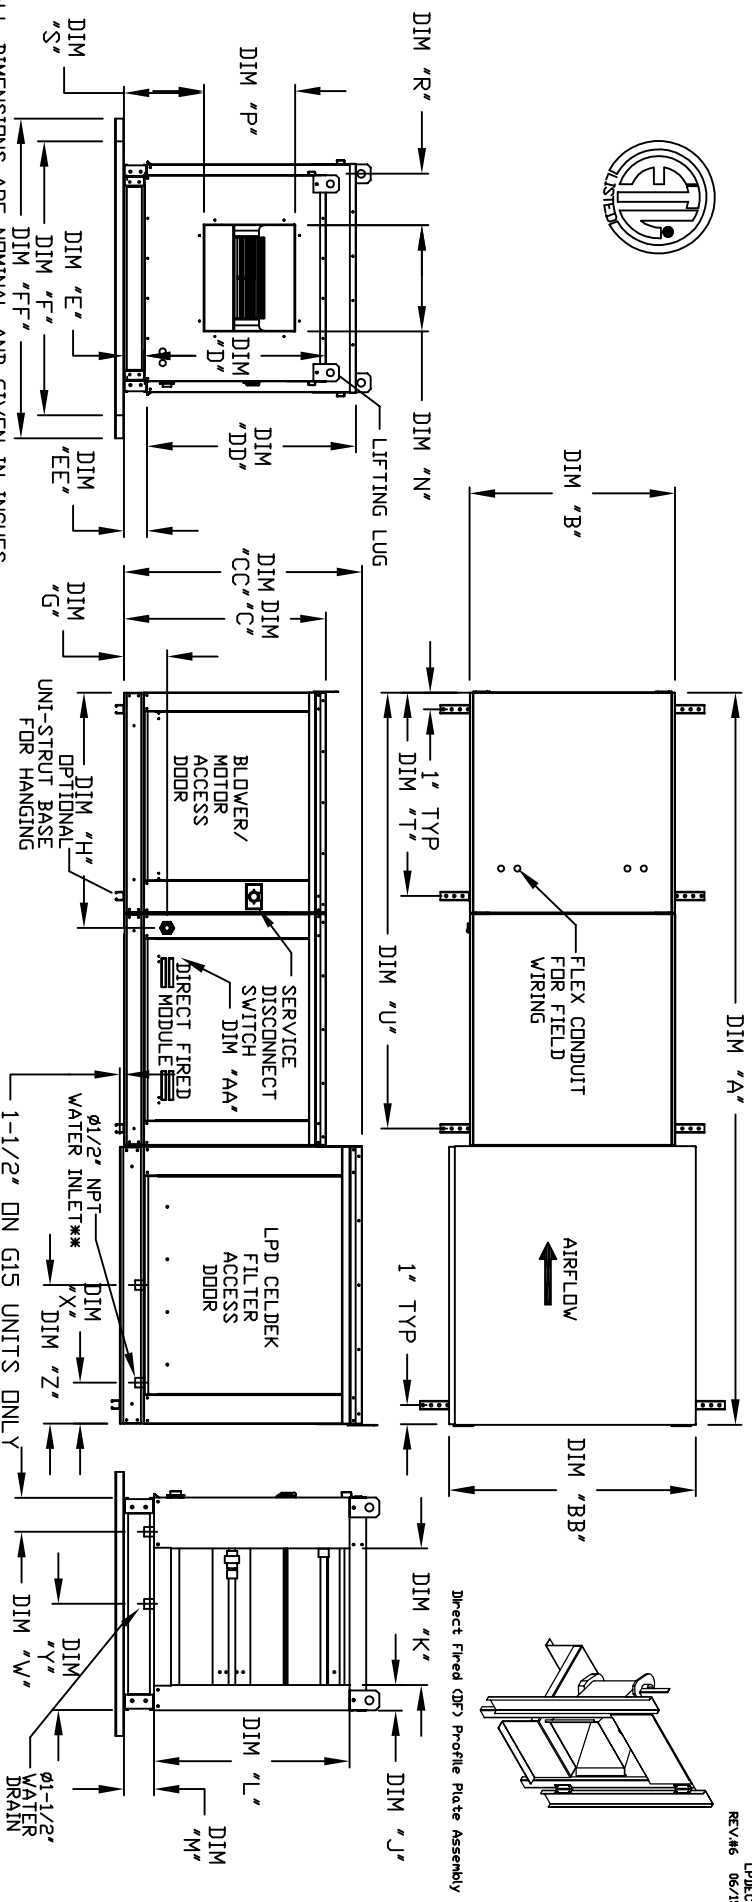 LISTED
DIM "R"
DIM "N"
DIM "P"
DIM
"S"
LIFTING LUG
DIM
"D"
DIM
"DD"
DIM "E"
DIM "F"
DIM "FF"
DIM
"EE"
DIMENSIONS ARE NOMINAL AND GIVEN IN INCHES
DIM "B"
DIM "A"
1" TYP
DIM "T"
DIM "U"
FLEX CONDUIT
FOR FIELD
WIRING
AIRFLOW
1" TYP
DIM "BB"
DIM
"CC"
DIM
"C"
DIM
"G"
BLOWER/
MOTOR
ACCESS
DOOR
SERVICE
DISCONNECT
SWITCH
DIM "AA"
DIRECT FIRED
MODULE
LPD CELDEK
FILTER
ACCESS
DOOR
DIM "H"
OPTIONAL
UNI-STRUT BASE
FOR HANGING
Ø1/2" NPT
WATER INLET**
DIM
"X"
DIM "Z"
1-1/2" ON G15 UNITS ONLY
DIM "K"
DIM "J"
DIM "L"
DIM
"M"
DIM "W"
DIM
"Y"
Ø1-1/2"
WATER
DRAIN
Direct Fired (DF) Profile Plate Assembly
REV.#6